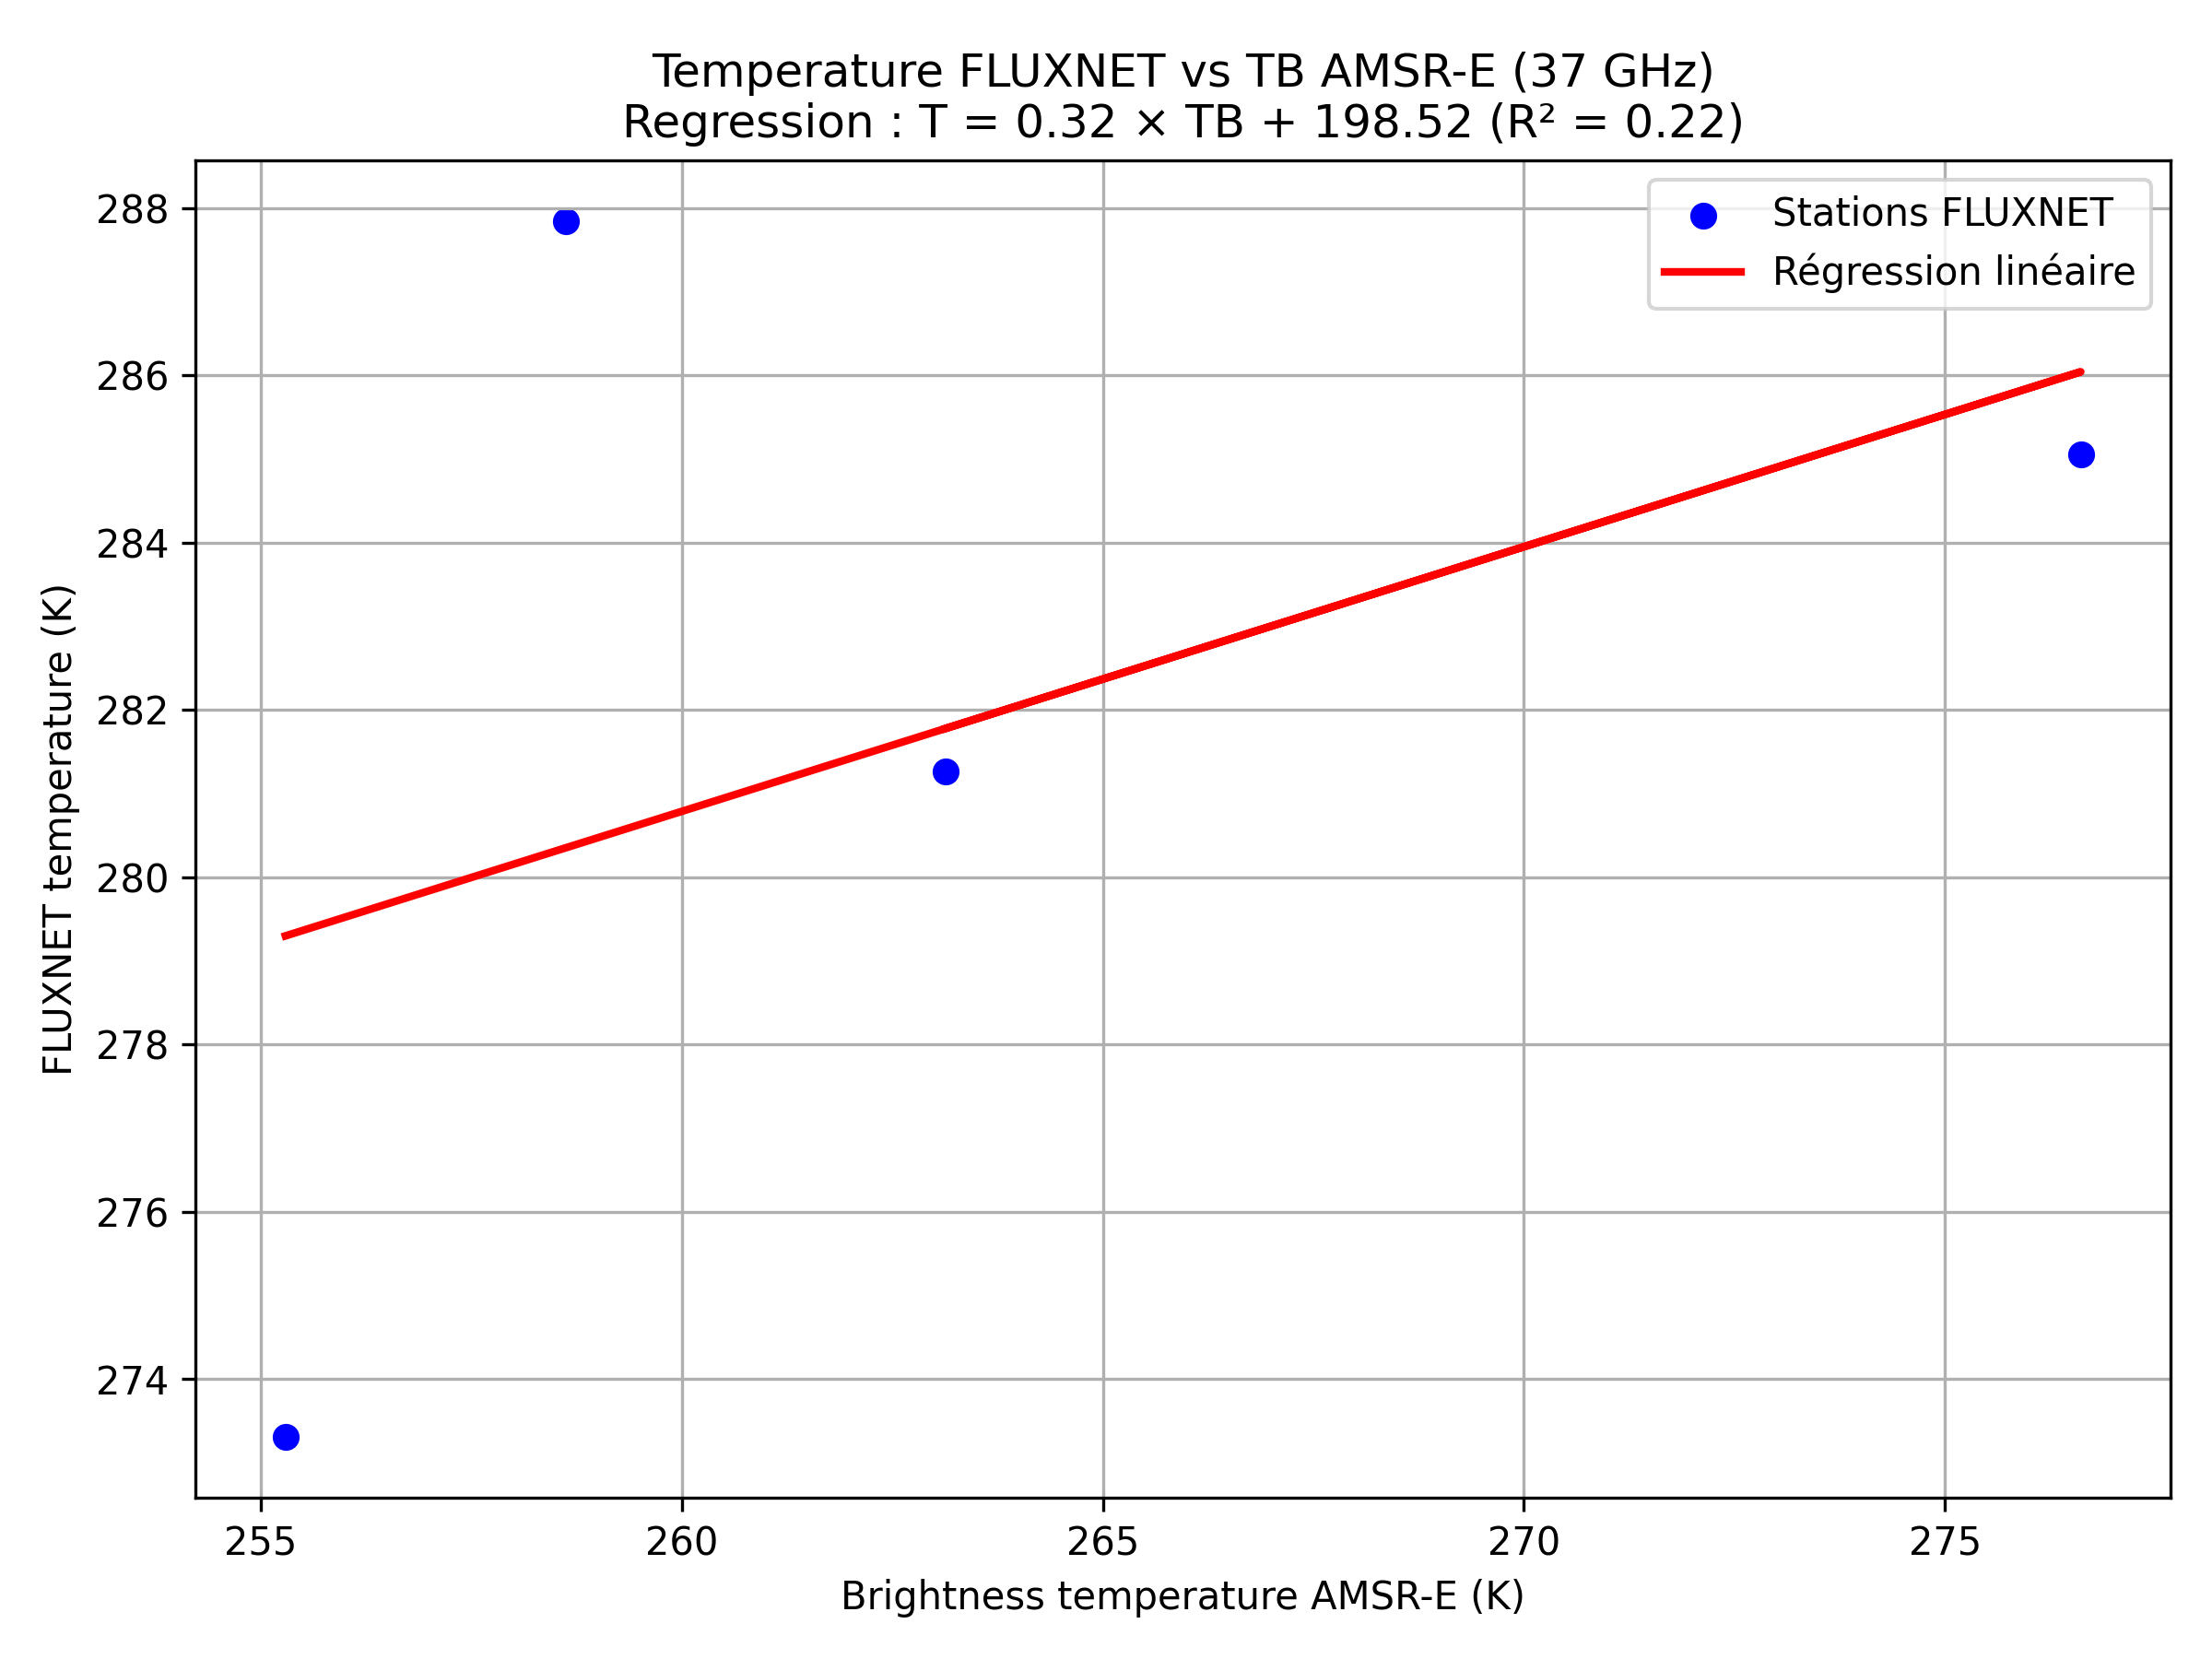 Temperature FLUXNET vs TB AMSR-E (37 GHz)
Regression : T = 0.32 × TB + 198.52 (R² = 0.22)
Stations FLUXNET
Régression linéaire
FLUXNET temperature (K)
288
286
284
282
280
278
276
274
255
260
265
270
275
Brightness temperature AMSR-E (K)